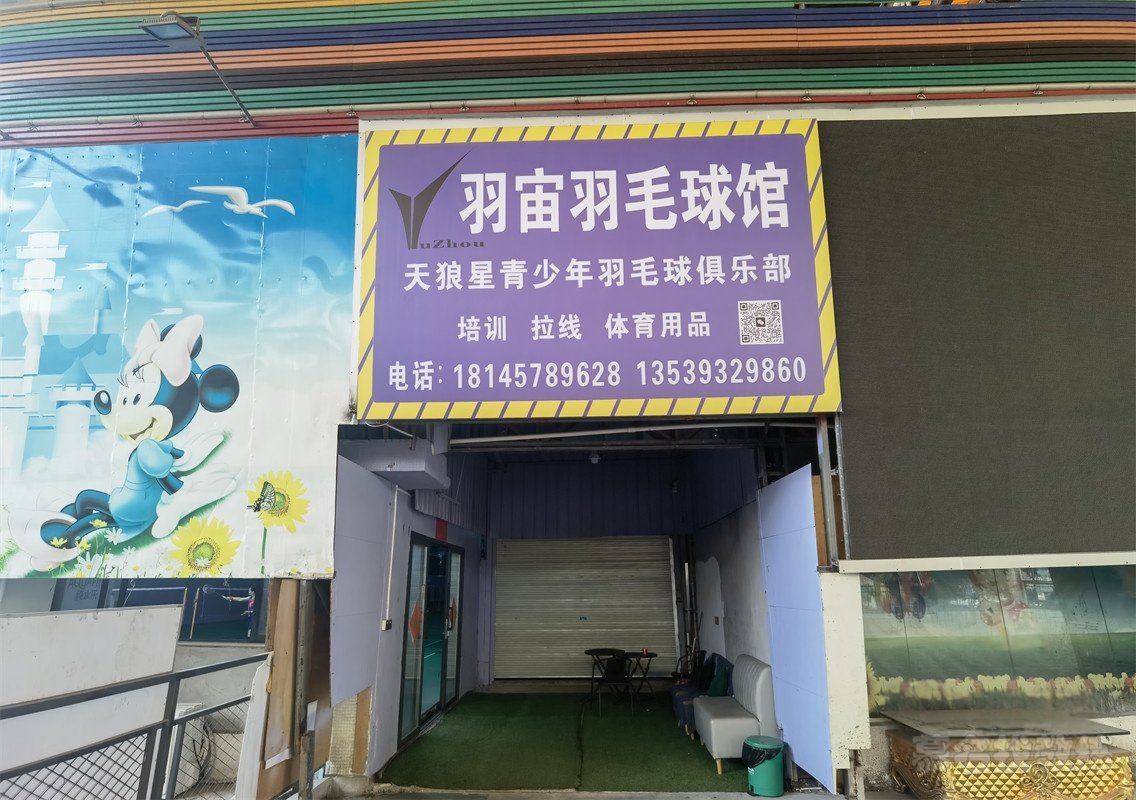 羽宙羽毛球馆
YuZhou
天狼星青少年羽毛球俱乐部
培训 拉线 体育用品
电话: 18145789628 13539329860